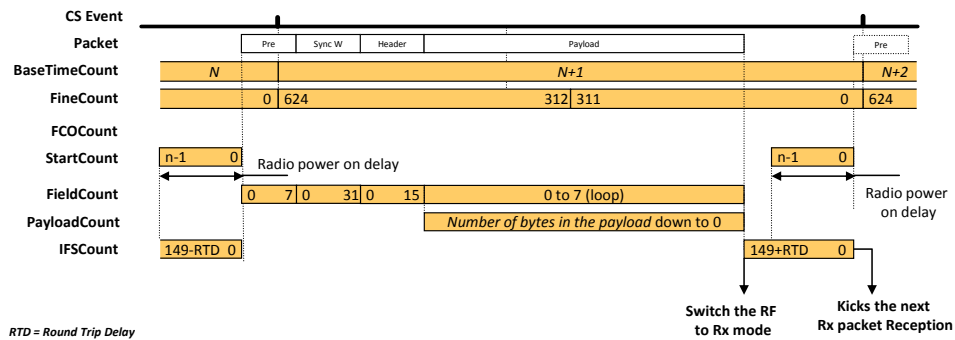 CS Event
Packet Pre Sync W Header Payload Pre
BaseTimeCount N N+1 N+2
FineCount 0 624 312 311 0 624
FCOCount
StartCount n-1 0 n-1 0
Radio power on delay
Radio power
on delay
FieldCount 0 7 0 31 0 15 0 to 7 (loop)
PayloadCount Number of bytes in the payload down to 0
IFSCount 149-RTD 0 149+RTD 0
Switch the RF
to Rx mode
Kicks the next
Rx packet Reception
RTD = Round Trip Delay